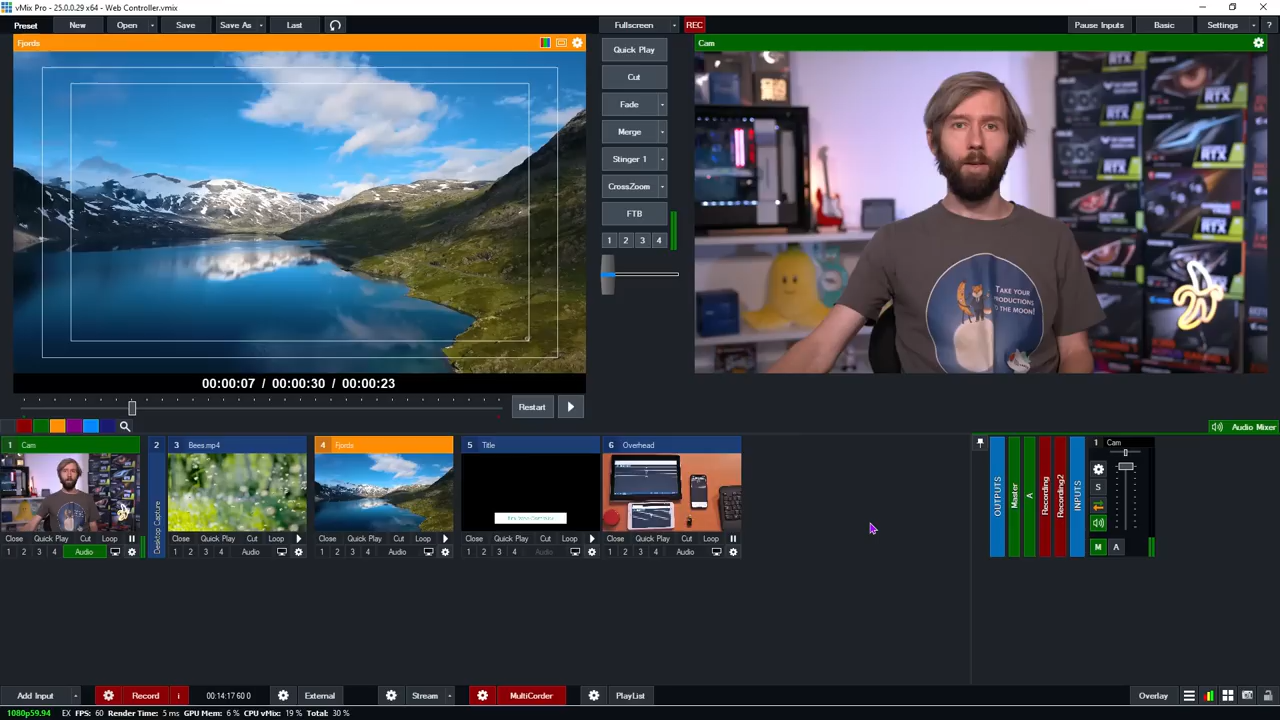 vMix Pro - 25.0.0.29 x64 - Web Controller.vmix
Preset New Open Save Save As Last Fullscreen REC Pause Inputs Basic Settings ?
Fjords
Cam
Quick Play
Cut
Fade
Merge
Stinger 1
CrossZoom
FTB
1 2 3 4
TAKE YOUR
PRODUCTIONS
TO THE MOON!
RTX
RTX
RTX
00:00:07 / 00:00:30 / 00:00:23
Restart
Audio Mixer
1 Cam
2 Desktop Capture
3 Bees.mp4
4 Fjords
5 Title
6 Overhead
Close Quick Play Cut Loop
1 2 3 4 Audio
Close Quick Play Cut Loop
1 2 3 4 Audio
Close Quick Play Cut Loop
1 2 3 4 Audio
Close Quick Play Cut Loop
1 2 3 4 Audio
Close Quick Play Cut Loop
1 2 3 4 Audio
OUTPUTS
Master
A
Recording
Recording2
INPUTS
1 Cam
S
M A
Add Input Record i 00:14:17 60 0 External Stream MultiCorder PlayList Overlay
1080p59.94 EX FPS: 60 Render Time: 5 ms GPU Mem: 6 % CPU vMix: 19 % Total: 30 %